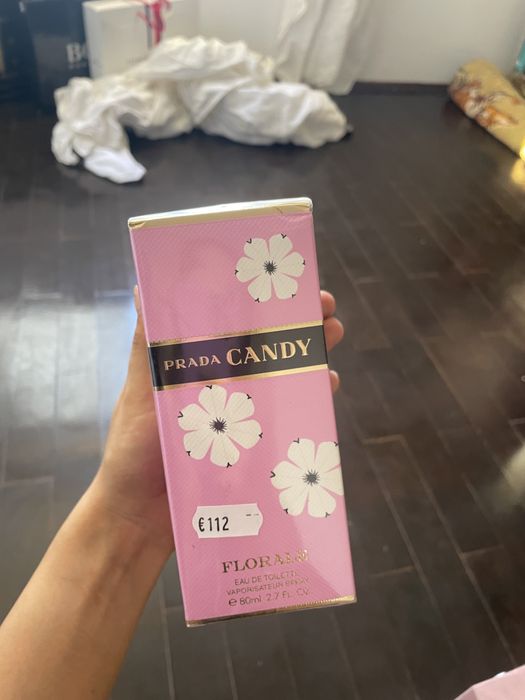 PRADA CANDY
€112
FLORALE
EAU DE TOILETTE
VAPORISATEUR SPRAY
e 80ml 2.7 FL. OZ